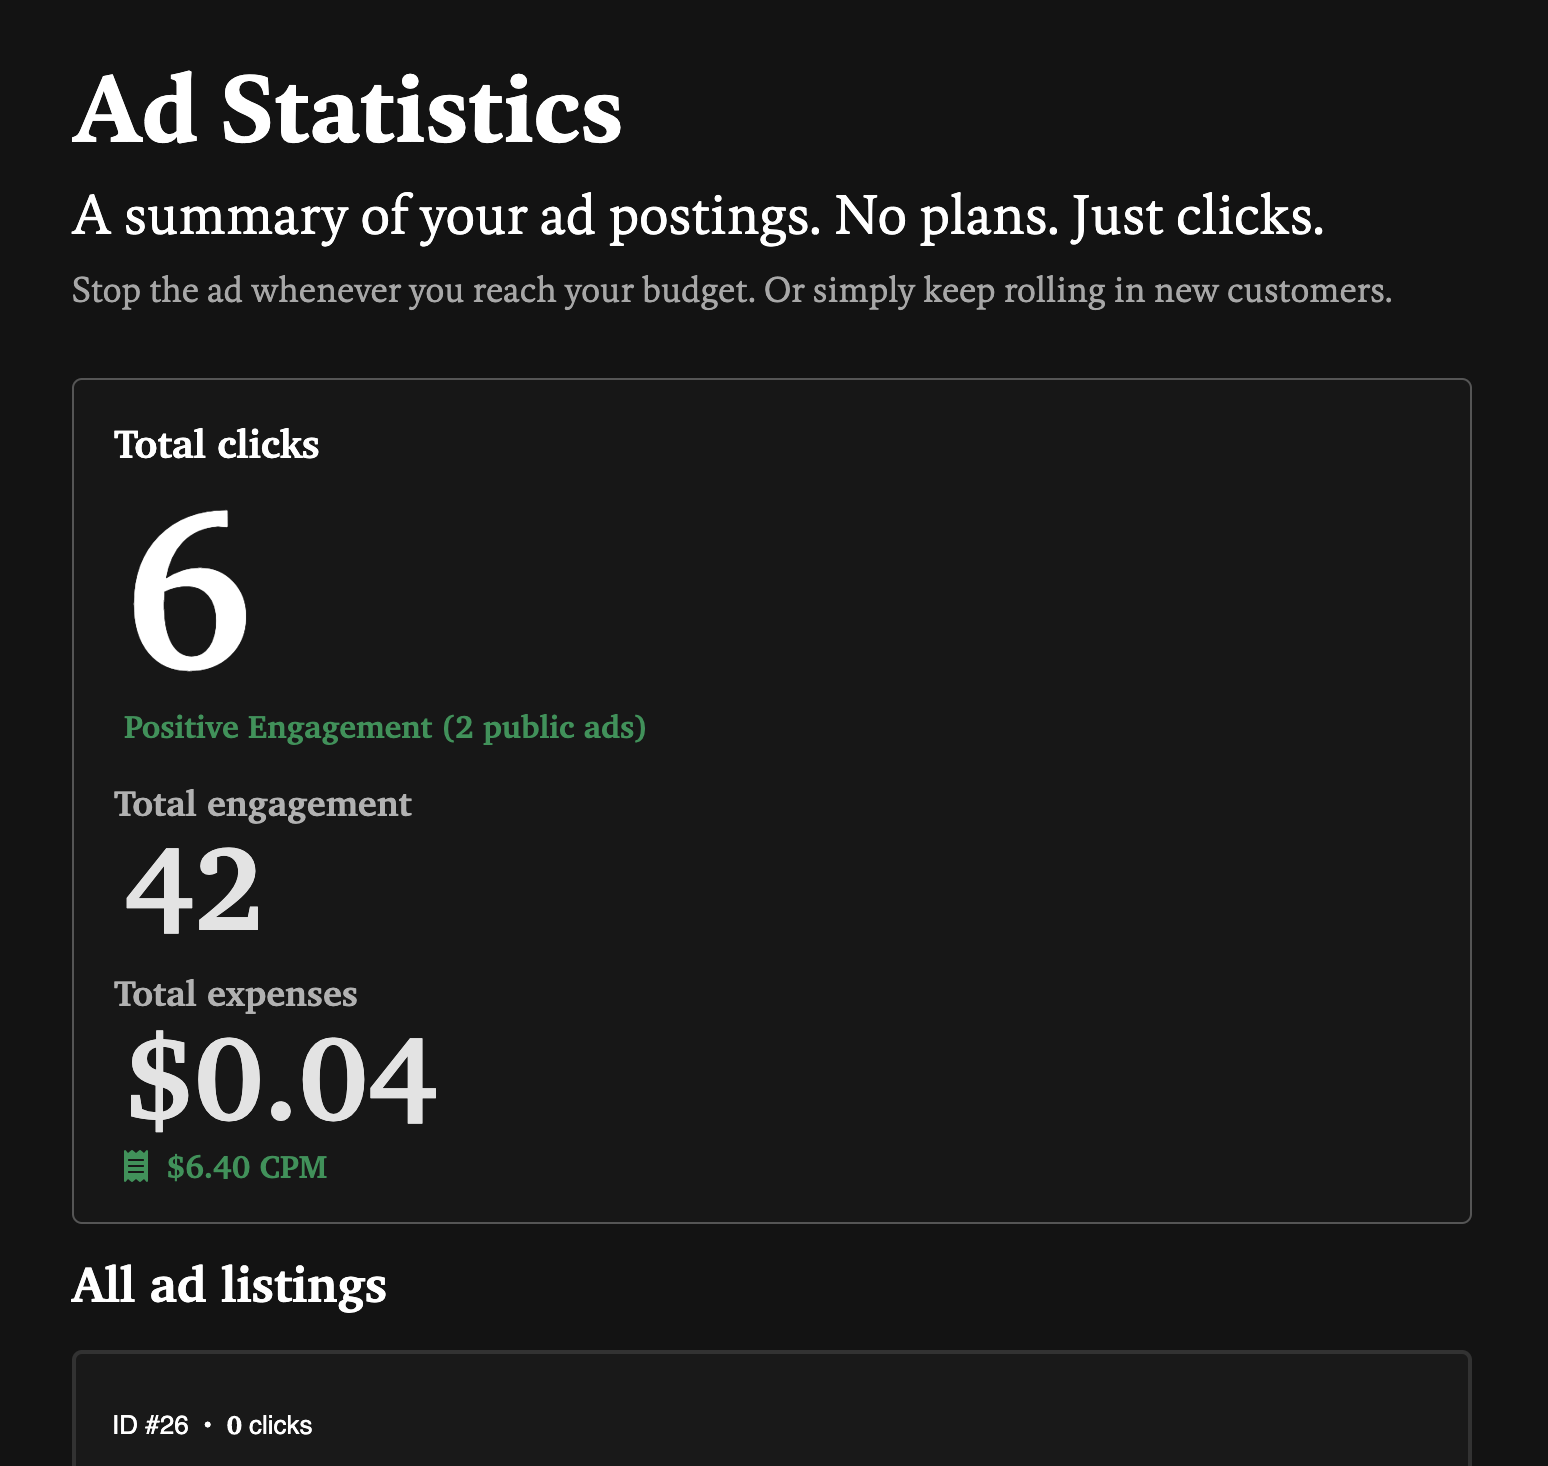 Ad Statistics
A summary of your ad postings. No plans. Just clicks.
Stop the ad whenever you reach your budget. Or simply keep rolling in new customers.
Total clicks
6
Positive Engagement (2 public ads)
Total engagement
42
Total expenses
$0.04
$6.40 CPM
All ad listings
ID #26 • 0 clicks